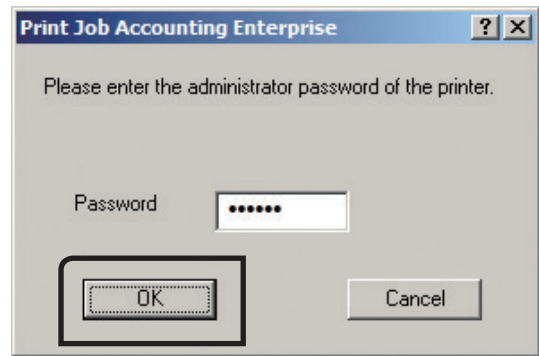 Print Job Accounting Enterprise
Please enter the administrator password of the printer.
Password ••••••
OK Cancel